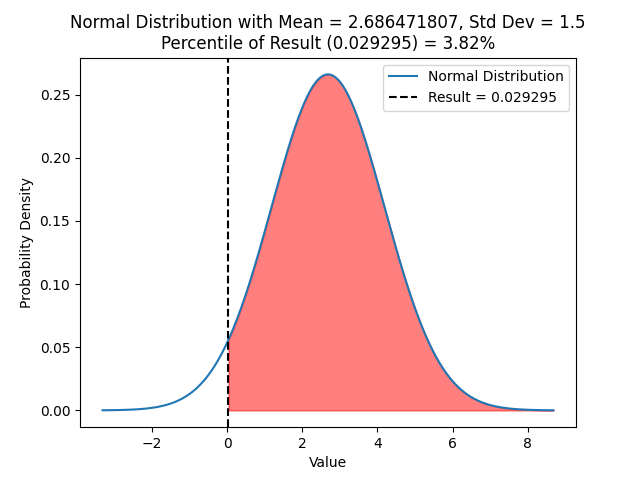 Normal Distribution with Mean = 2.686471807, Std Dev = 1.5
Percentile of Result (0.029295) = 3.82%
Normal Distribution
Result = 0.029295
Probability Density
0.25
0.20
0.15
0.10
0.05
0.00
−2
0
2
4
6
8
Value